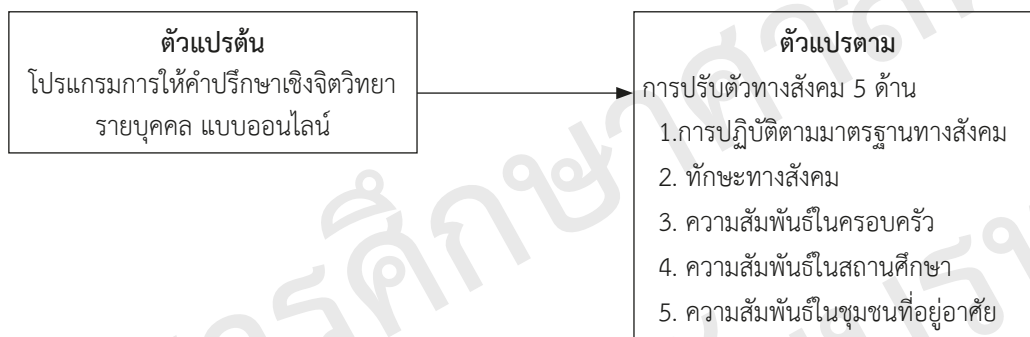 ตัวแปรต้น
โปรแกรมการให้คำปรึกษาเชิงจิตวิทยา
รายบุคคล แบบออนไลน์
ตัวแปรตาม
การปรับตัวทางสังคม 5 ด้าน
1.การปฏิบัติตามมาตรฐานทางสังคม
2. ทักษะทางสังคม
3. ความสัมพันธ์ในครอบครัว
4. ความสัมพันธ์ในสถานศึกษา
5. ความสัมพันธ์ในชุมชนที่อยู่อาศัย